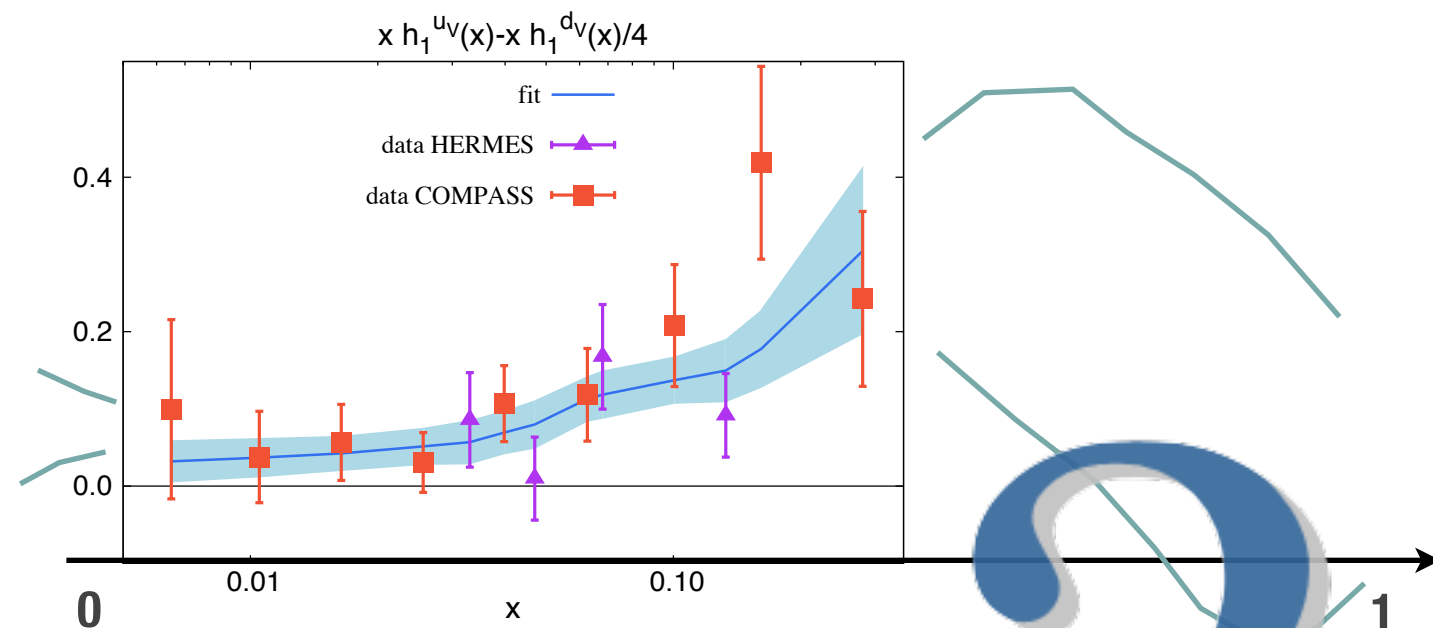 x h₁ᵘⱽ(x)-x h₁ᵈⱽ(x)/4
fit
data HERMES
data COMPASS
0.4
0.2
0.0
0.01 0.10
0 x 1